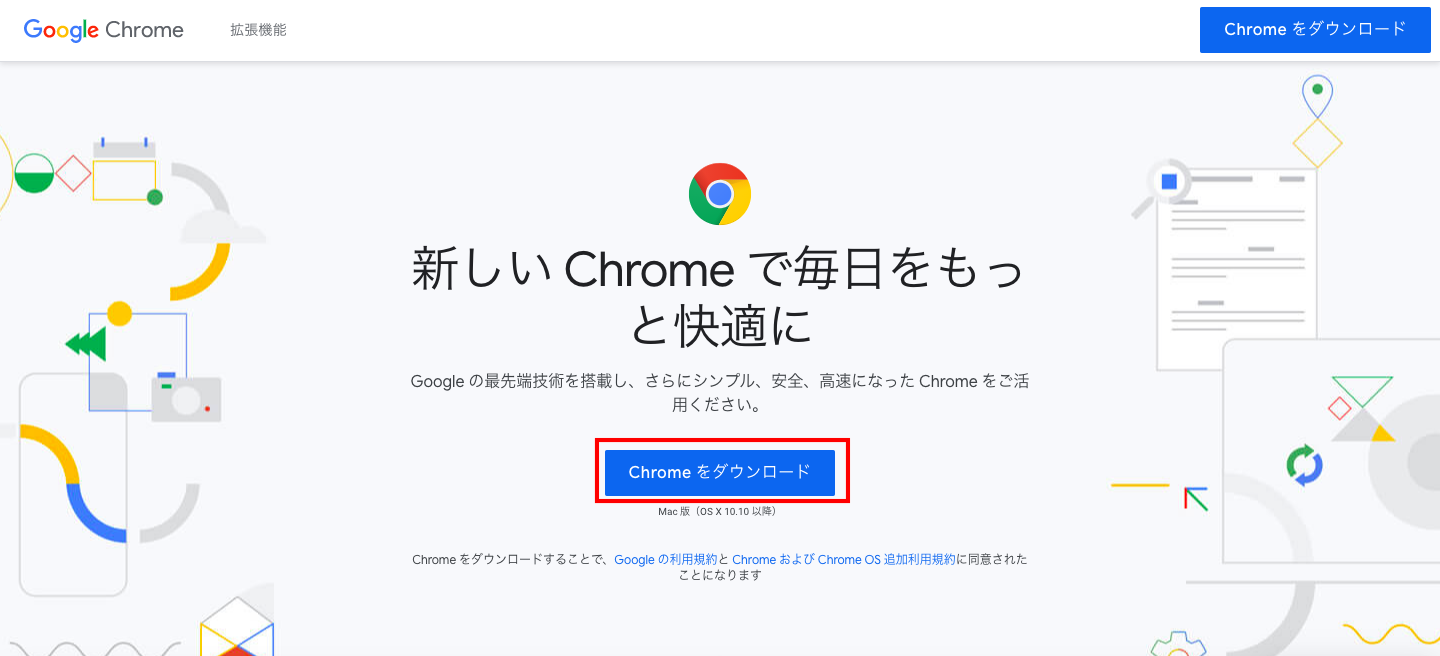 Google Chrome
拡張機能
Chrome をダウンロード
新しい Chrome で毎日をもっ
と快適に
Google の最先端技術を搭載し、さらにシンプル、安全、高速になった Chrome をご活
用ください。
Chrome をダウンロード
Mac 版（OS X 10.10 以降）
Chrome をダウンロードすることで、Google の利用規約と Chrome および Chrome OS 追加利用規約に同意された
ことになります